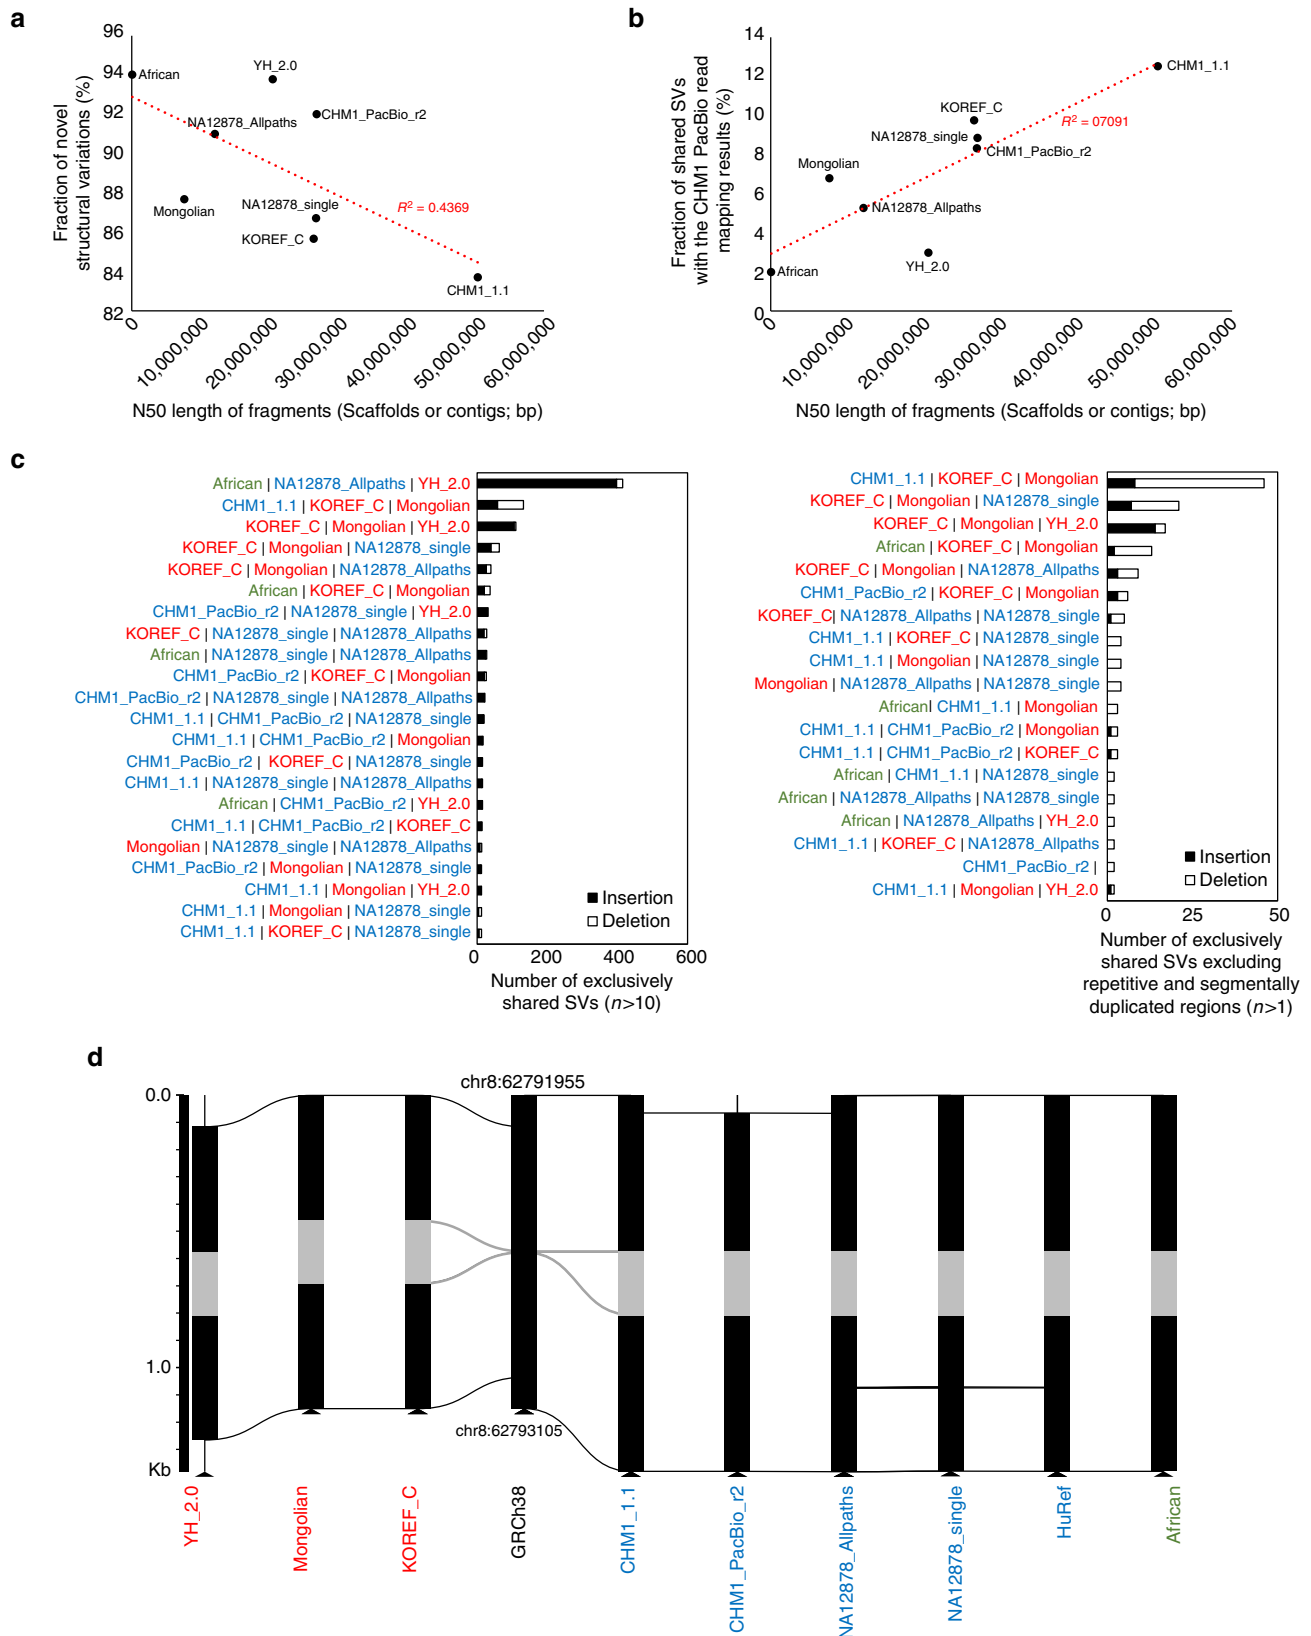 a
96
94
92
90
88
86
84
82
Fraction of novel
structural variations (%)
African
YH_2.0
CHM1_PacBio_r2
NA12878_Allpaths
Mongolian
NA12878_single
KOREF_C
R² = 0.4369
CHM1_1.1
0
10,000,000
20,000,000
30,000,000
40,000,000
50,000,000
60,000,000
N50 length of fragments (Scaffolds or contigs; bp)
b
14
12
10
8
6
4
2
0
Fraction of shared SVs
with the CHM1 PacBio read
mapping results (%)
CHM1_1.1
KOREF_C
R² = 07091
NA12878_single
CHM1_PacBio_r2
Mongolian
NA12878_Allpaths
YH_2.0
African
0
10,000,000
20,000,000
30,000,000
40,000,000
50,000,000
60,000,000
N50 length of fragments (Scaffolds or contigs; bp)
c
African | NA12878_Allpaths | YH_2.0
CHM1_1.1 | KOREF_C | Mongolian
KOREF_C | Mongolian | YH_2.0
KOREF_C | Mongolian | NA12878_single
KOREF_C | Mongolian | NA12878_Allpaths
African | KOREF_C | Mongolian
CHM1_PacBio_r2 | NA12878_single | YH_2.0
KOREF_C | NA12878_single | NA12878_Allpaths
African | NA12878_single | NA12878_Allpaths
CHM1_PacBio_r2 | KOREF_C | Mongolian
CHM1_PacBio_r2 | NA12878_single | NA12878_Allpaths
CHM1_1.1 | CHM1_PacBio_r2 | NA12878_single
CHM1_1.1 | CHM1_PacBio_r2 | Mongolian
CHM1_PacBio_r2 | KOREF_C | NA12878_single
CHM1_1.1 | NA12878_single | NA12878_Allpaths
African | CHM1_PacBio_r2 | YH_2.0
CHM1_1.1 | CHM1_PacBio_r2 | KOREF_C
Mongolian | NA12878_single | NA12878_Allpaths
CHM1_PacBio_r2 | Mongolian | NA12878_single
CHM1_1.1 | Mongolian | YH_2.0
CHM1_1.1 | Mongolian | NA12878_single
CHM1_1.1 | KOREF_C | NA12878_single
Insertion
Deletion
0 200 400 600
Number of exclusively
shared SVs (n>10)
CHM1_1.1 | KOREF_C | Mongolian
KOREF_C | Mongolian | NA12878_single
KOREF_C | Mongolian | YH_2.0
African | KOREF_C | Mongolian
KOREF_C | Mongolian | NA12878_Allpaths
CHM1_PacBio_r2 | KOREF_C | Mongolian
KOREF_C| NA12878_Allpaths | NA12878_single
CHM1_1.1 | KOREF_C | NA12878_single
CHM1_1.1 | Mongolian | NA12878_single
Mongolian | NA12878_Allpaths | NA12878_single
African| CHM1_1.1 | Mongolian
CHM1_1.1 | CHM1_PacBio_r2 | Mongolian
CHM1_1.1 | CHM1_PacBio_r2 | KOREF_C
African | CHM1_1.1 | NA12878_single
African | NA12878_Allpaths | NA12878_single
African | NA12878_Allpaths | YH_2.0
CHM1_1.1 | KOREF_C | NA12878_Allpaths
CHM1_PacBio_r2 |
CHM1_1.1 | Mongolian | YH_2.0
Insertion
Deletion
0 25 50
Number of exclusively
shared SVs excluding
repetitive and segmentally
duplicated regions (n>1)
d
chr8:62791955
0.0
1.0
Kb
chr8:62793105
YH_2.0
Mongolian
KOREF_C
GRCh38
CHM1_1.1
CHM1_PacBio_r2
NA12878_Allpaths
NA12878_single
HuRef
African